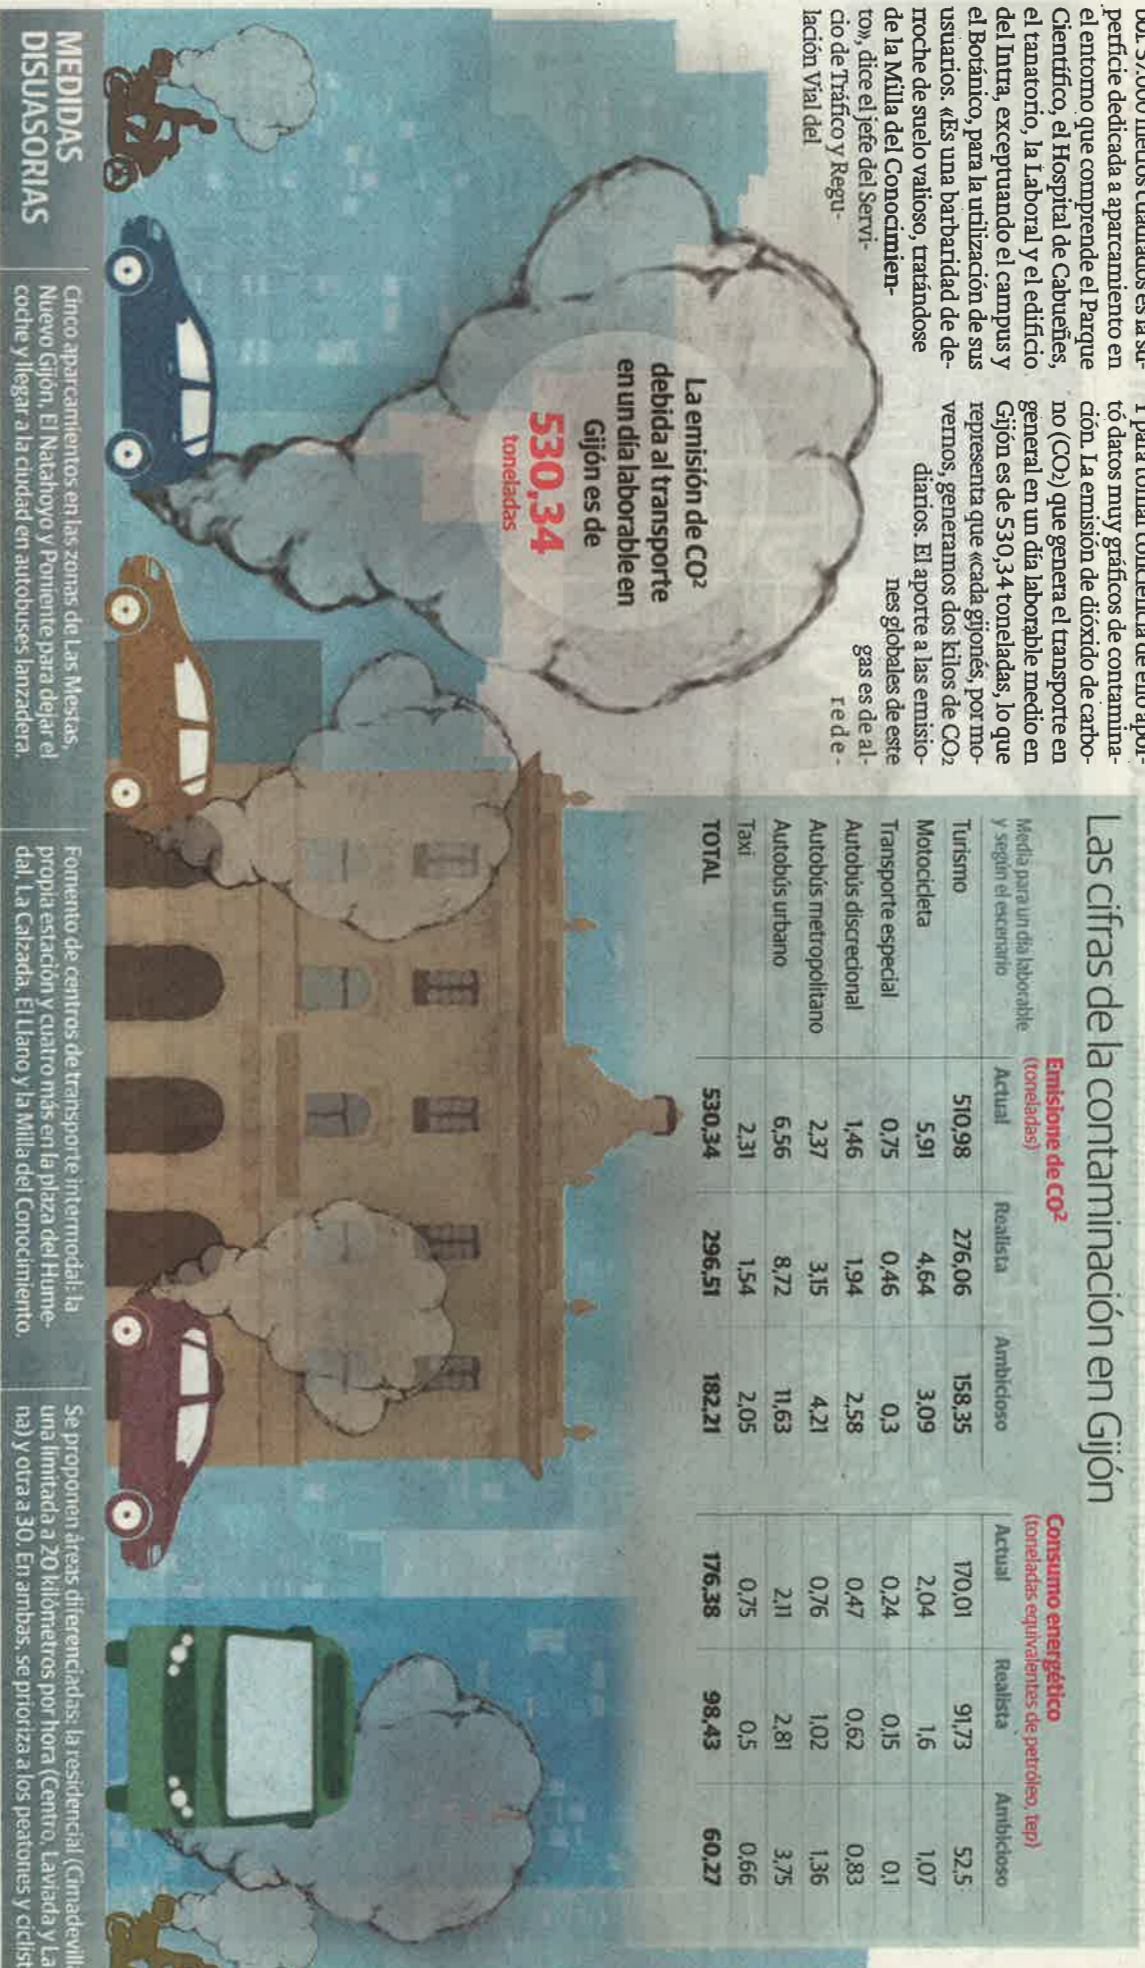 perficie dedicada a aparcamiento en
el entorno que comprende el Parque
Científico, el Hospital de Cabueñes,
el tanatorio, la Laboral y el edificio
del Intra, exceptuando el campus y
el Botánico, para la utilización de sus
usuarios. «Es una barbaridad de de-
rroche de suelo valioso, tratándose
de la Milla del Conocimien-
to», dice el jefe del Servi-
cio de Tráfico y Regu-
lación Vial del
tó datos muy gráficos de contamina-
ción. La emisión de dióxido de carbo-
no (CO2) que genera el transporte en
general en un día laborable medio en
Gijón es de 530,34 toneladas, lo que
representa que «cada gijonés, por mo-
vernos, generamos dos kilos de CO2
diarios. El aporte a las emisio-
nes globales de este
gas es de al-
rede-
La emisión de CO²
debida al transporte
en un día laborable en
Gijón es de
530,34
toneladas
Las cifras de la contaminación en Gijón
Media para un día laborable
y según el escenario
Emisione de CO²
(toneladas)
Consumo energético
(toneladas equivalentes de petróleo, tep)
Actual Realista Ambicioso Actual Realista Ambicioso
Turismo 510,98 276,06 158,35 170,01 91,73 52,5
Motocicleta 5,91 4,64 3,09 2,04 1,6 1,07
Transporte especial 0,75 0,46 0,3 0,24 0,15 0,1
Autobús discrecional 1,46 1,94 2,58 0,47 0,62 0,83
Autobús metropolitano 2,37 3,15 4,21 0,76 1,02 1,36
Autobús urbano 6,56 8,72 11,63 2,11 2,81 3,75
Taxi 2,31 1,54 2,05 0,75 0,5 0,66
TOTAL 530,34 296,51 182,21 176,38 98,43 60,27
MEDIDAS
DISUASORIAS
Cinco aparcamientos en las zonas de Las Mestas,
Nuevo Gijón, El Natahoyo y Poniente para dejar el
coche y llegar a la ciudad en autobuses lanzadera.
Fomento de centros de transporte intermodal: la
propia estación y cuatro más en la plaza del Hume-
dal, La Calzada, El Llano y la Milla del Conocimiento.
Se proponen áreas diferenciadas: la residencial (Cimadevilla
una limitada a 20 kilómetros por hora (Centro, Laviada y La
na) y otra a 30. En ambas, se prioriza a los peatones y ciclist